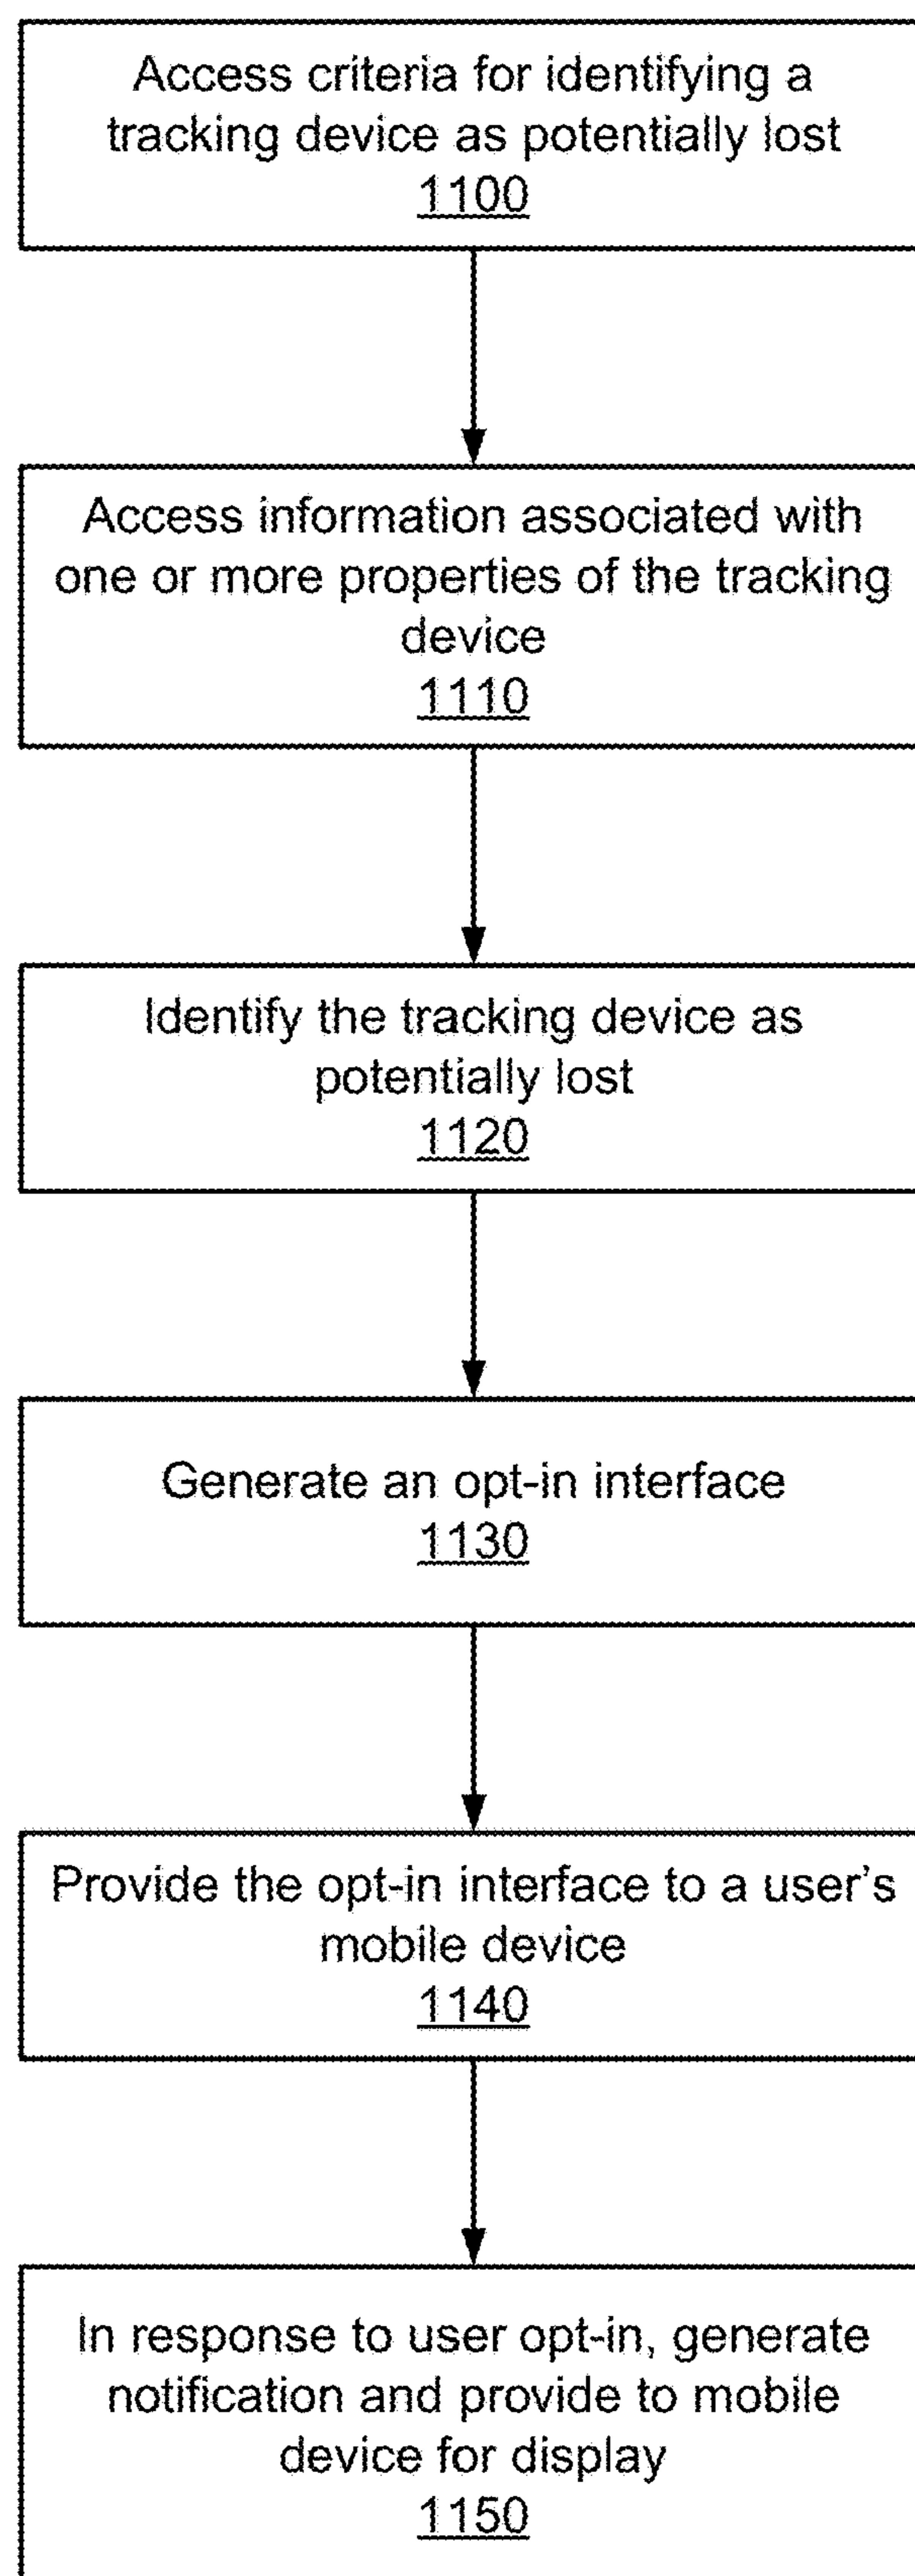 Access criteria for identifying a
tracking device as potentially lost
1100
Access information associated with
one or more properties of the tracking
device
1110
Identify the tracking device as
potentially lost
1120
Generate an opt-in interface
1130
Provide the opt-in interface to a user's
mobile device
1140
In response to user opt-in, generate
notification and provide to mobile
device for display
1150